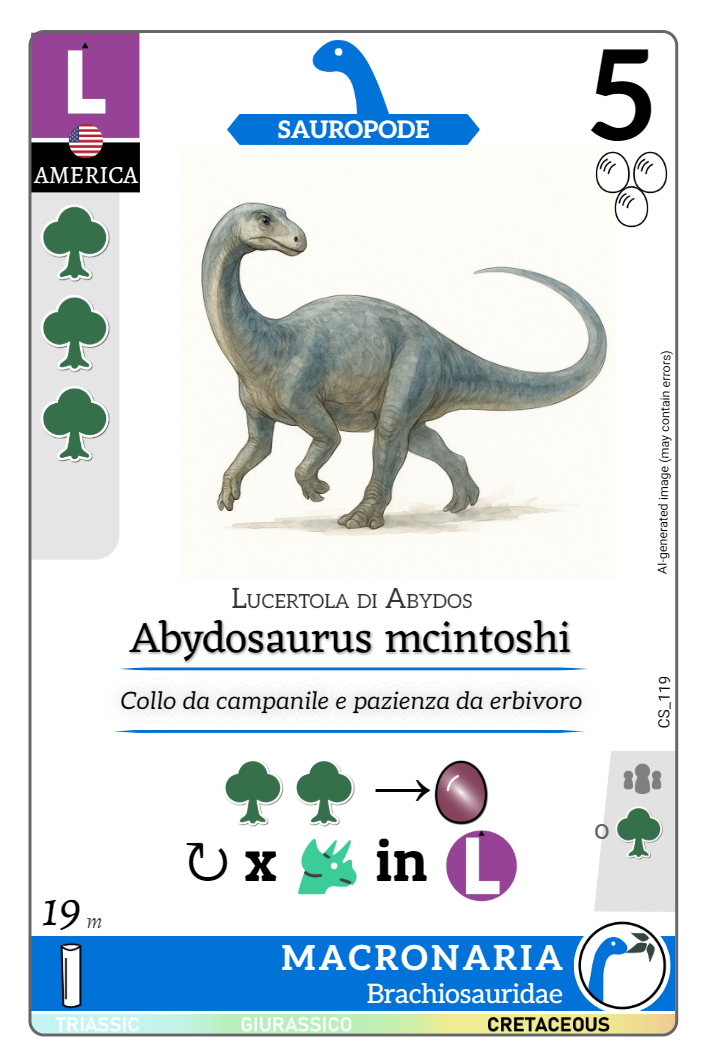 L
AMERICA
SAUROPODE
5
AI-generated image (may contain errors)
LUCERTOLA DI ABYDOS
Abydosaurus mcintoshi
Collo da campanile e pazienza da erbivoro
CS_119
→
↻ x in L
o
19 m
MACRONARIA
Brachiosauridae
TRIASSIC GIURASSICO CRETACEOUS